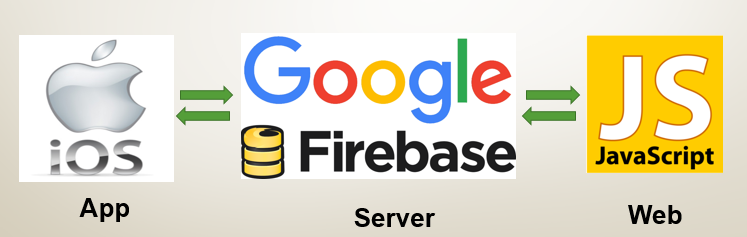 iOS
App
Google
Firebase
Server
JS
JavaScript
Web